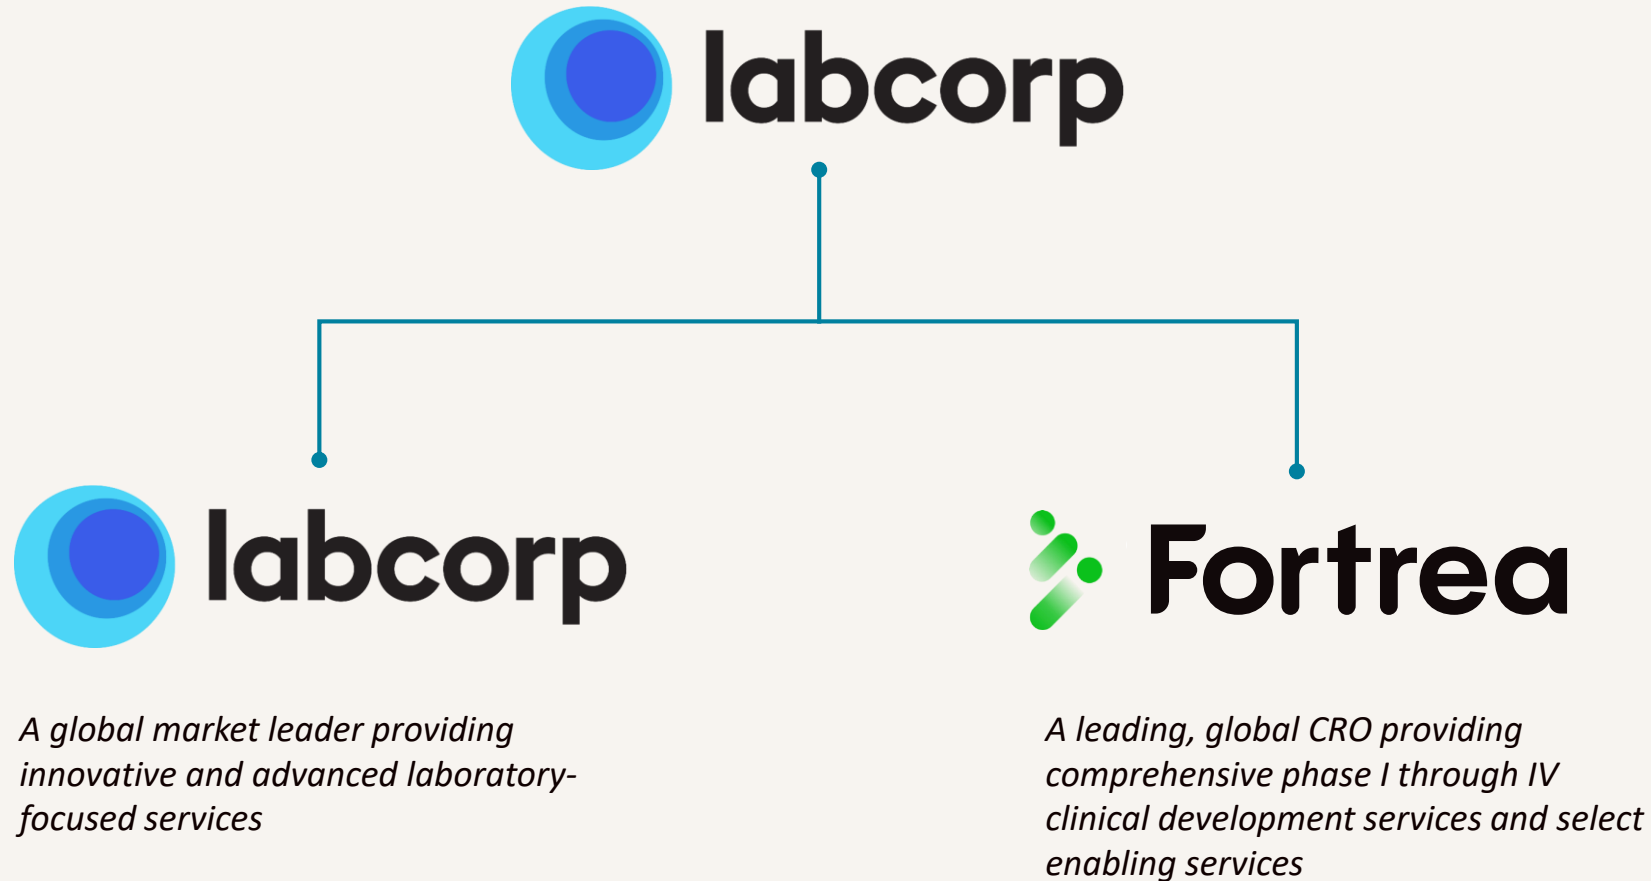 labcorp
labcorp
Fortrea
A global market leader providing
innovative and advanced laboratory-
focused services
A leading, global CRO providing
comprehensive phase I through IV
clinical development services and select
enabling services